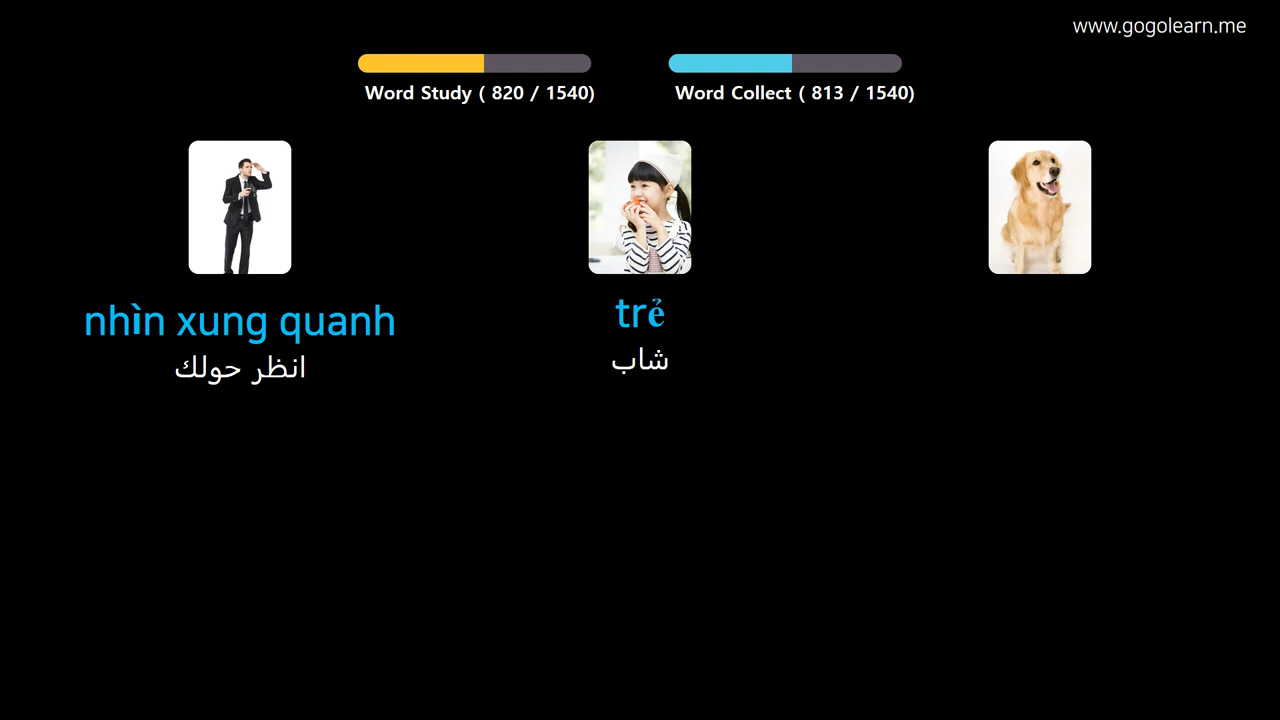 www.gogolearn.me
Word Study ( 820 / 1540)
Word Collect ( 813 / 1540)
nhìn xung quanh
انظر حولك
trẻ
شاب